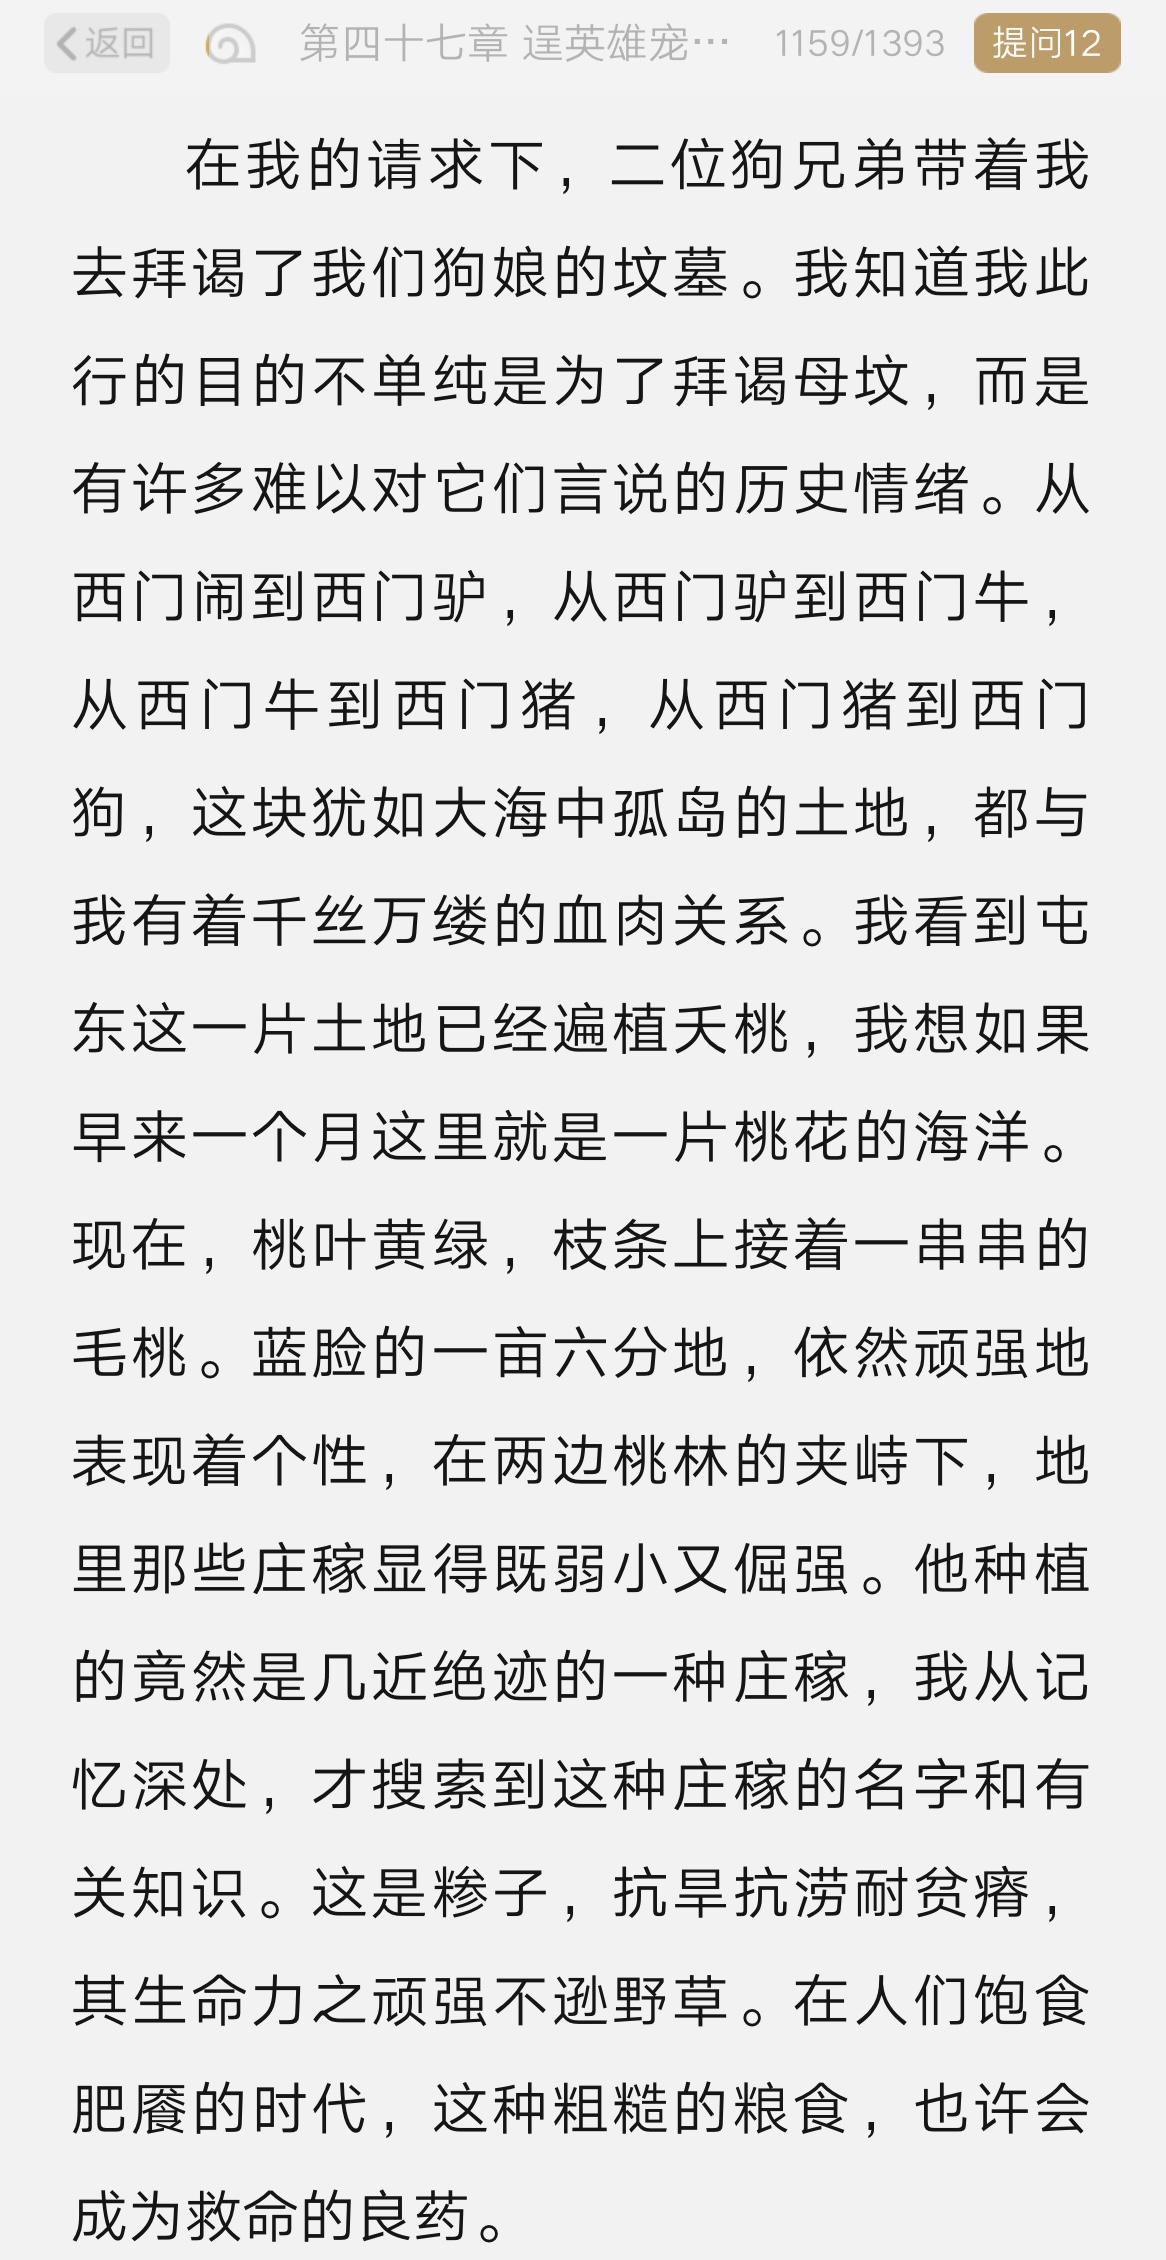 返回 第四十七章 逞英雄宠… 1159/1393 提问12
在我的请求下，二位狗兄弟带着我
去拜谒了我们狗娘的坟墓。我知道我此
行的目的不单纯是为了拜谒母坟，而是
有许多难以对它们言说的历史情绪。从
西门闹到西门驴，从西门驴到西门牛，
从西门牛到西门猪，从西门猪到西门
狗，这块犹如大海中孤岛的土地，都与
我有着千丝万缕的血肉关系。我看到屯
东这一片土地已经遍植夭桃，我想如果
早来一个月这里就是一片桃花的海洋。
现在，桃叶黄绿，枝条上接着一串串的
毛桃。蓝脸的一亩六分地，依然顽强地
表现着个性，在两边桃林的夹峙下，地
里那些庄稼显得既弱小又倔强。他种植
的竟然是几近绝迹的一种庄稼，我从记
忆深处，才搜索到这种庄稼的名字和有
关知识。这是糁子，抗旱抗涝耐贫瘠，
其生命力之顽强不逊野草。在人们饱食
肥餍的时代，这种粗糙的粮食，也许会
成为救命的良药。